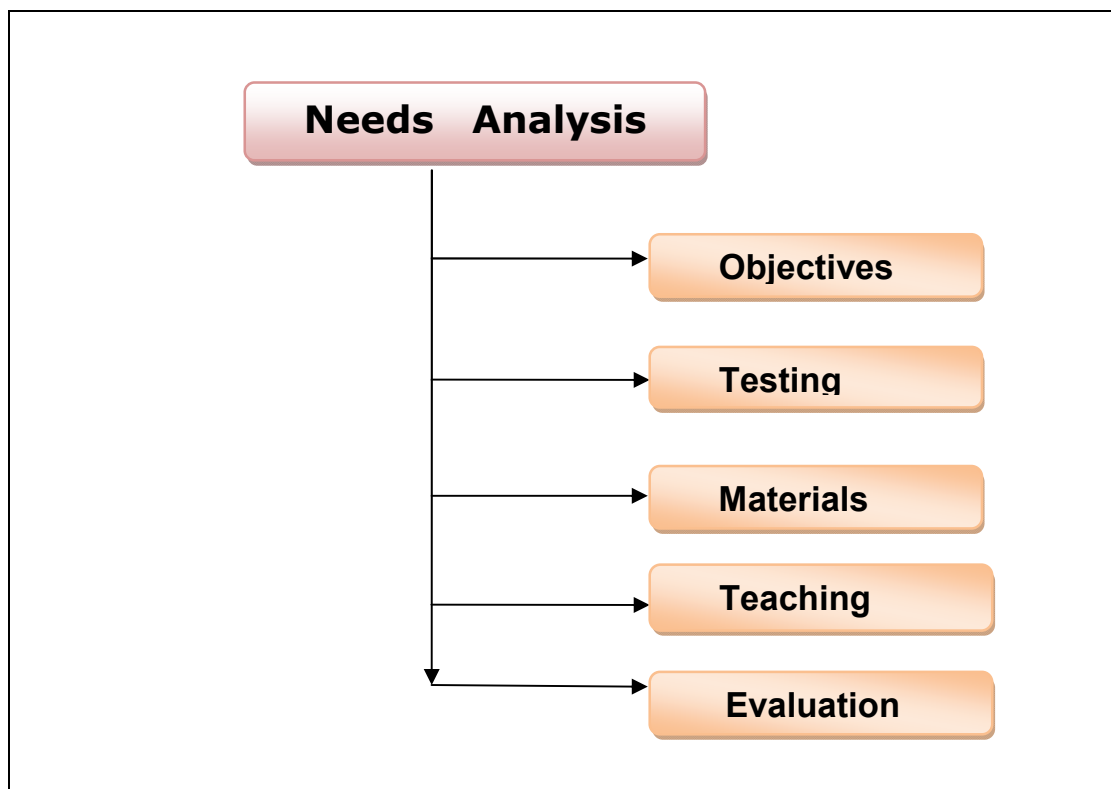 Needs Analysis
Objectives
Testing
Materials
Teaching
Evaluation